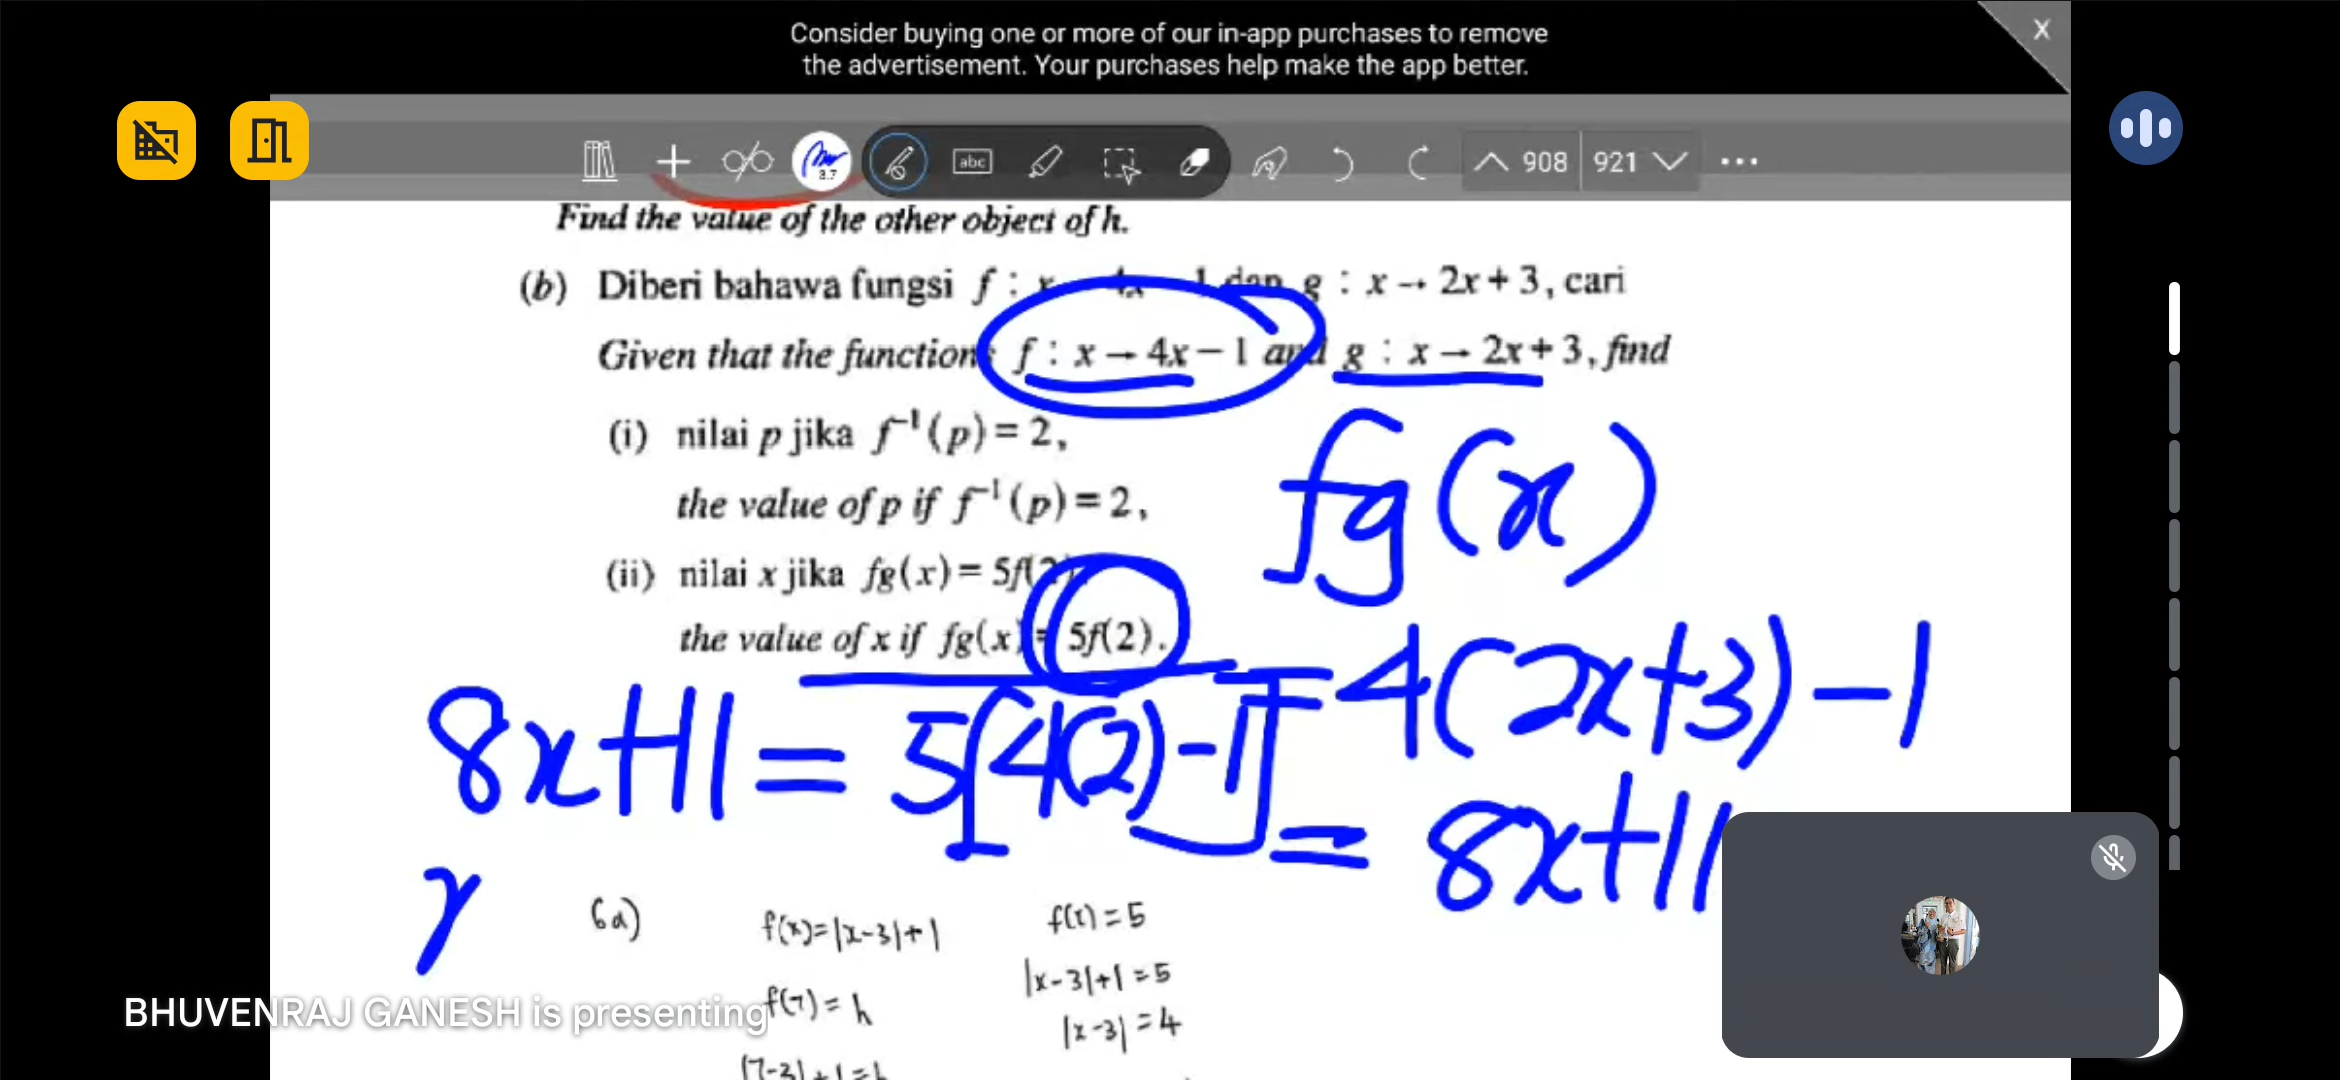 Consider buying one or more of our in-app purchases to remove
the advertisement. Your purchases help make the app better.
X
abc
908
921
3.7
Find the value of the other object of h.
(b) Diberi bahawa fungsi f : x 4x 1 dan g : x → 2x + 3, cari
Given that the function f : x → 4x − 1 and g : x → 2x + 3, find
(i) nilai p jika f⁻¹(p) = 2,
the value of p if f⁻¹(p) = 2,
fg(x)
(ii) nilai x jika fg(x) = 5f(2)
the value of x if fg(x) = 5f(2).
= 4(2x+3)-1
8x+11 = 5[4(2)-1]
= 8x+11
6a)
f(x)=|x-3|+1
f(x)=5
|x-3|+1=5
f(7)=h
|x-3|=4
|7-3|+1=h
BHUVENRAJ GANESH is presenting